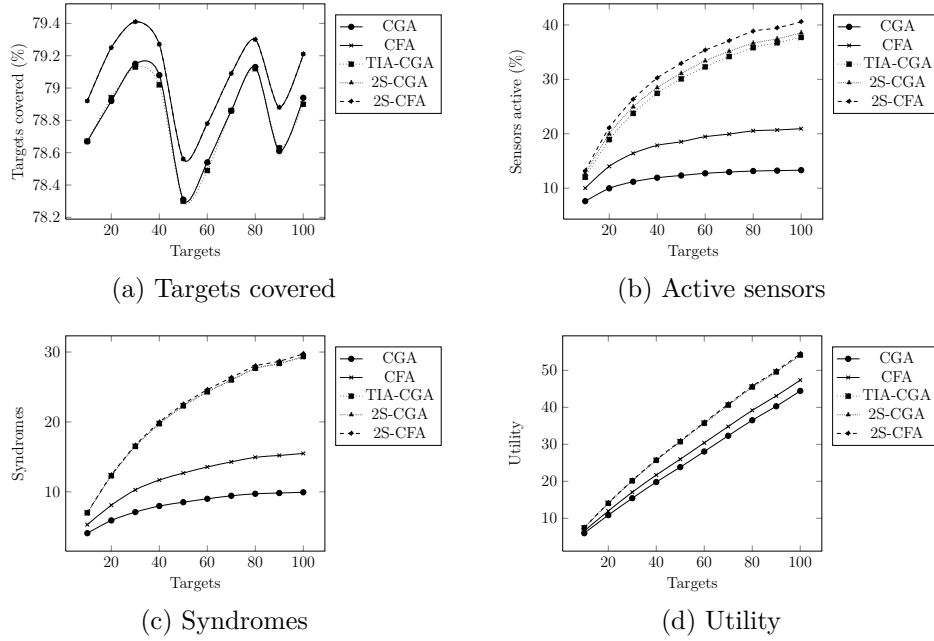 79.4
79.2
79
78.8
78.6
78.4
78.2
Targets covered (%)
20 40 60 80 100
Targets
CGA
CFA
TIA-CGA
2S-CGA
2S-CFA
(a) Targets covered
40
30
20
10
Sensors active (%)
20 40 60 80 100
Targets
CGA
CFA
TIA-CGA
2S-CGA
2S-CFA
(b) Active sensors
30
20
10
Syndromes
20 40 60 80 100
Targets
CGA
CFA
TIA-CGA
2S-CGA
2S-CFA
(c) Syndromes
50
40
30
20
10
Utility
20 40 60 80 100
Targets
CGA
CFA
TIA-CGA
2S-CGA
2S-CFA
(d) Utility